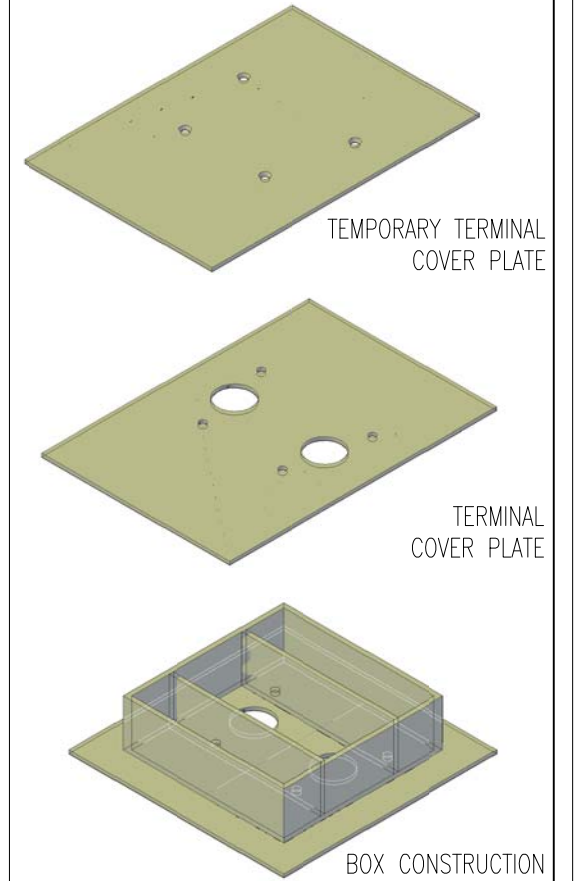 TEMPORARY TERMINAL
COVER PLATE
TERMINAL
COVER PLATE
BOX CONSTRUCTION